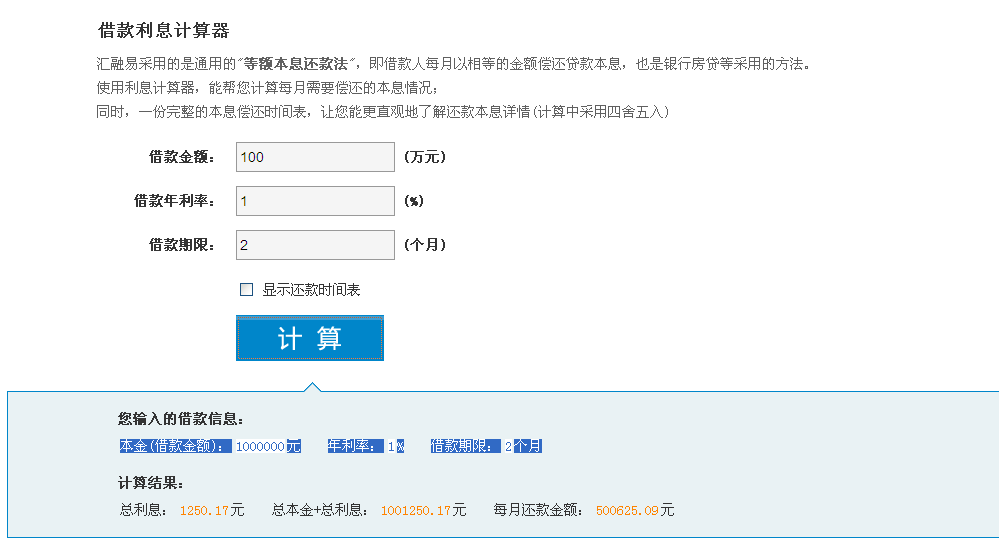 借款利息计算器
汇融易采用的是通用的"等额本息还款法"，即借款人每月以相等的金额偿还贷款本息，也是银行房贷等采用的方法。
使用利息计算器，能帮您计算每月需要偿还的本息情况；
同时，一份完整的本息偿还时间表，让您能更直观地了解还款本息详情(计算中采用四舍五入)
借款金额： 100 (万元)
借款年利率： 1 (%)
借款期限： 2 (个月)
显示还款时间表
计 算
您输入的借款信息：
本金(借款金额)： 1000000元 年利率： 1% 借款期限： 2个月
计算结果：
总利息： 1250.17元 总本金+总利息： 1001250.17元 每月还款金额： 500625.09元